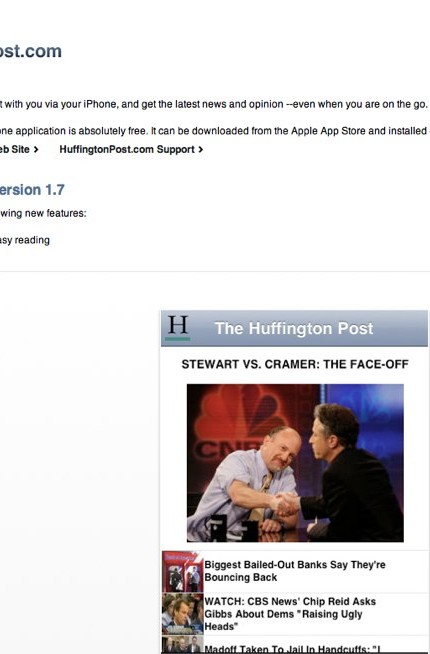 ost.com
t with you via your iPhone, and get the latest news and opinion --even when you are on the go.
ne application is absolutely free. It can be downloaded from the Apple App Store and installed
eb Site > HuffingtonPost.com Support >
ersion 1.7
wing new features:
asy reading
H The Huffington Post
STEWART VS. CRAMER: THE FACE-OFF
CN
Biggest Bailed-Out Banks Say They're
Bouncing Back
WATCH: CBS News' Chip Reid Asks
Gibbs About Dems "Raising Ugly
Heads"
Madoff Taken To Jail In Handcuffs: "I